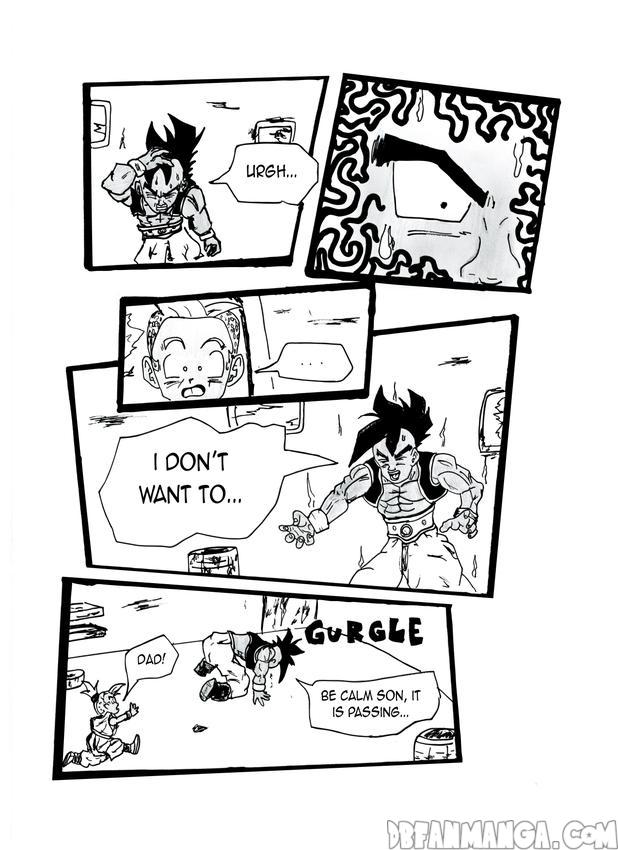 URGH...
...
I DON'T
WANT TO...
DAD!
GURGLE
BE CALM SON, IT
IS PASSING...
DBFANMANGA.COM